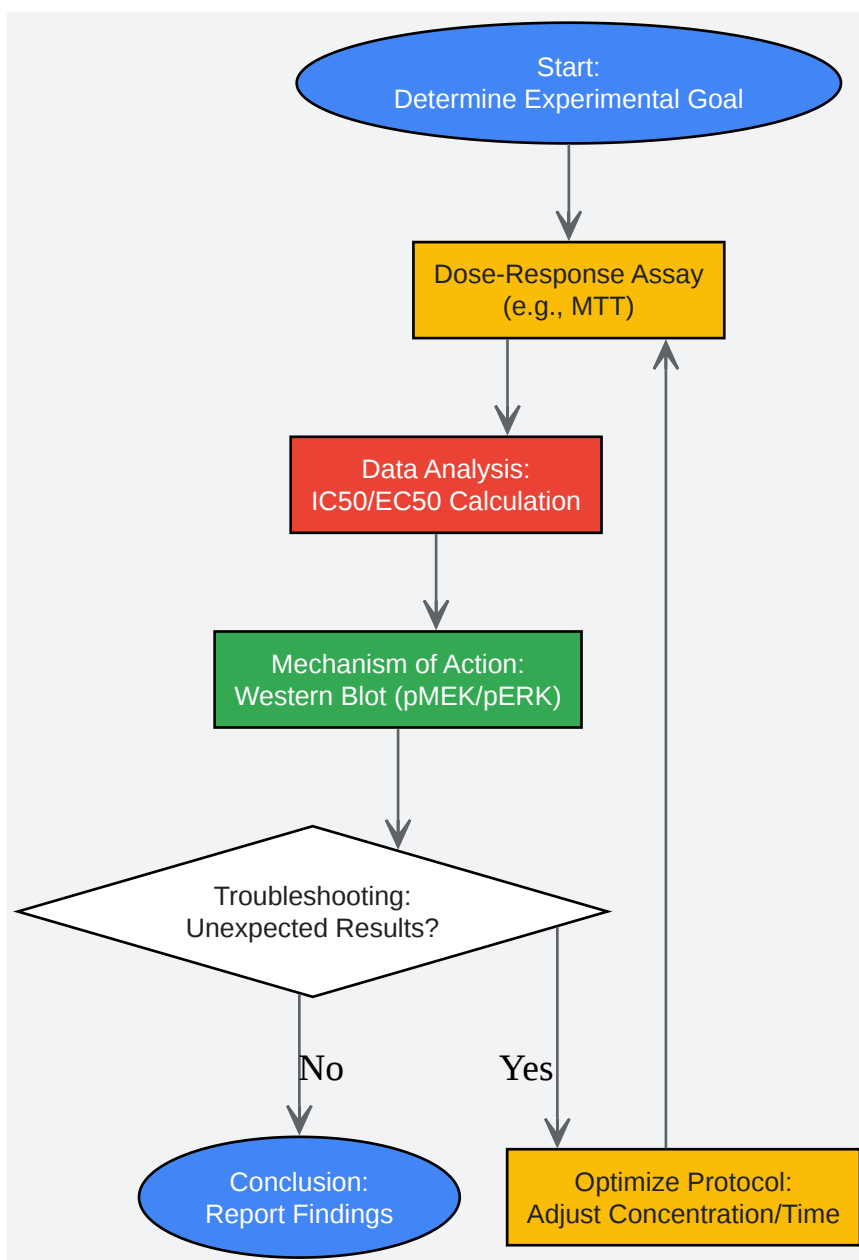 Start:
Determine Experimental Goal
Dose-Response Assay
(e.g., MTT)
Data Analysis:
IC50/EC50 Calculation
Mechanism of Action:
Western Blot (pMEK/pERK)
Troubleshooting:
Unexpected Results?
No
Yes
Conclusion:
Report Findings
Optimize Protocol:
Adjust Concentration/Time